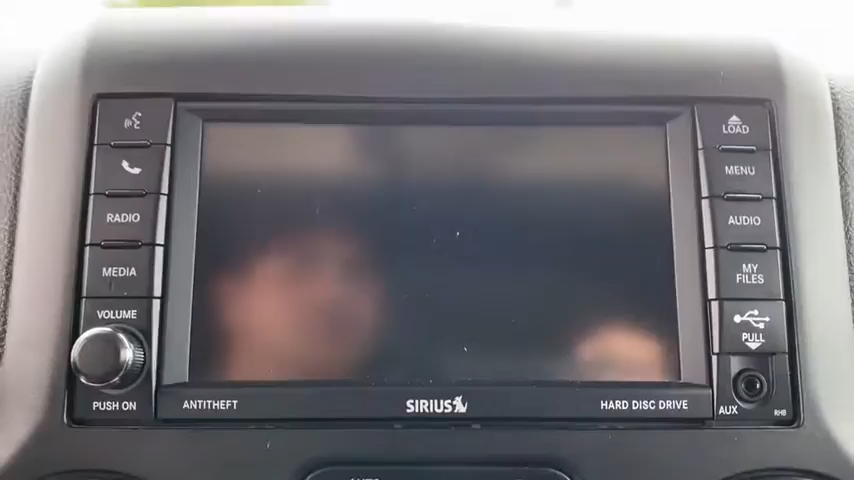 RADIO
MEDIA
VOLUME
PUSH ON
ANTITHEFT
SIRIUS
HARD DISC DRIVE
LOAD
MENU
AUDIO
MY
FILES
PULL
AUX
RHB